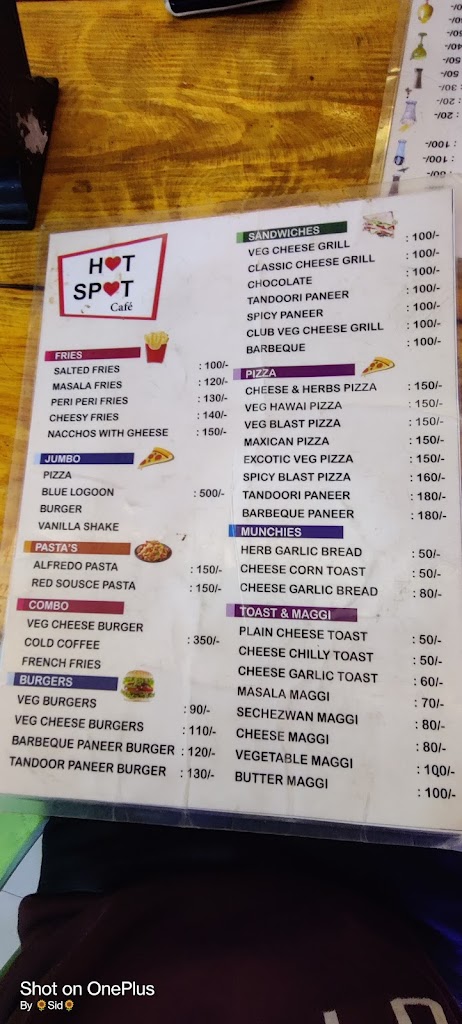 HOT
SPOT
Café
FRIES
SALTED FRIES : 100/-
MASALA FRIES : 120/-
PERI PERI FRIES : 130/-
CHEESY FRIES : 140/-
NACCHOS WITH GHEESE : 150/-
JUMBO
PIZZA
BLUE LOGOON : 500/-
BURGER
VANILLA SHAKE
PASTA'S
ALFREDO PASTA : 150/-
RED SOUSCE PASTA : 150/-
COMBO
VEG CHEESE BURGER
COLD COFFEE : 350/-
FRENCH FRIES
BURGERS
VEG BURGERS : 90/-
VEG CHEESE BURGERS : 110/-
BARBEQUE PANEER BURGER : 120/-
TANDOOR PANEER BURGER : 130/-
SANDWICHES
VEG CHEESE GRILL : 100/-
CLASSIC CHEESE GRILL : 100/-
CHOCOLATE : 100/-
TANDOORI PANEER : 100/-
SPICY PANEER : 100/-
CLUB VEG CHEESE GRILL : 100/-
BARBEQUE : 100/-
PIZZA
CHEESE & HERBS PIZZA : 150/-
VEG HAWAI PIZZA : 150/-
VEG BLAST PIZZA : 150/-
MAXICAN PIZZA : 150/-
EXCOTIC VEG PIZZA : 150/-
SPICY BLAST PIZZA : 160/-
TANDOORI PANEER : 180/-
BARBEQUE PANEER : 180/-
MUNCHIES
HERB GARLIC BREAD : 50/-
CHEESE CORN TOAST : 50/-
CHEESE GARLIC BREAD : 80/-
TOAST & MAGGI
PLAIN CHEESE TOAST : 50/-
CHEESE CHILLY TOAST : 50/-
CHEESE GARLIC TOAST : 60/-
MASALA MAGGI : 70/-
SECHEZWAN MAGGI : 80/-
CHEESE MAGGI : 80/-
VEGETABLE MAGGI : 100/-
BUTTER MAGGI : 100/-
Shot on OnePlus
By Sid